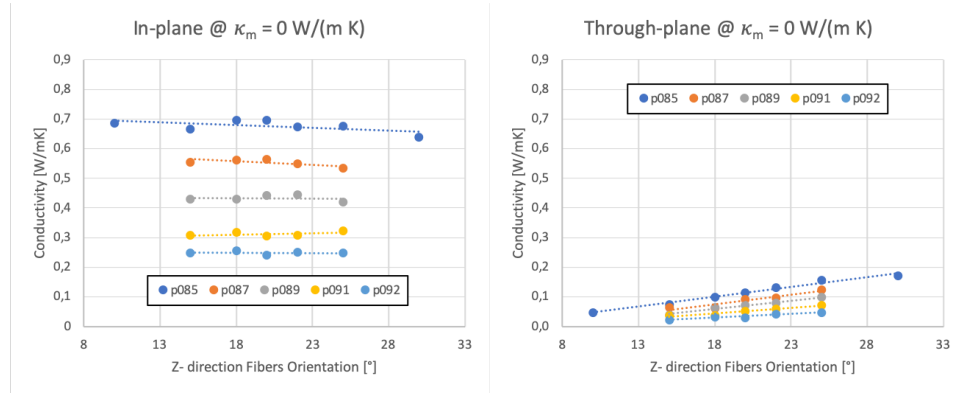 In-plane @ κm = 0 W/(m K)
0,9
0,8
0,7
0,6
0,5
0,4
0,3
0,2
0,1
0
Conductivity [W/mK]
p085 p087 p089 p091 p092
8 13 18 23 28 33
Z- direction Fibers Orientation [°]
Through-plane @ κm = 0 W/(m K)
0,9
0,8
0,7
0,6
0,5
0,4
0,3
0,2
0,1
0,0
Conductivity [W/mK]
p085 p087 p089 p091 p092
8 13 18 23 28 33
Z- direction Fibers Orientation [°]